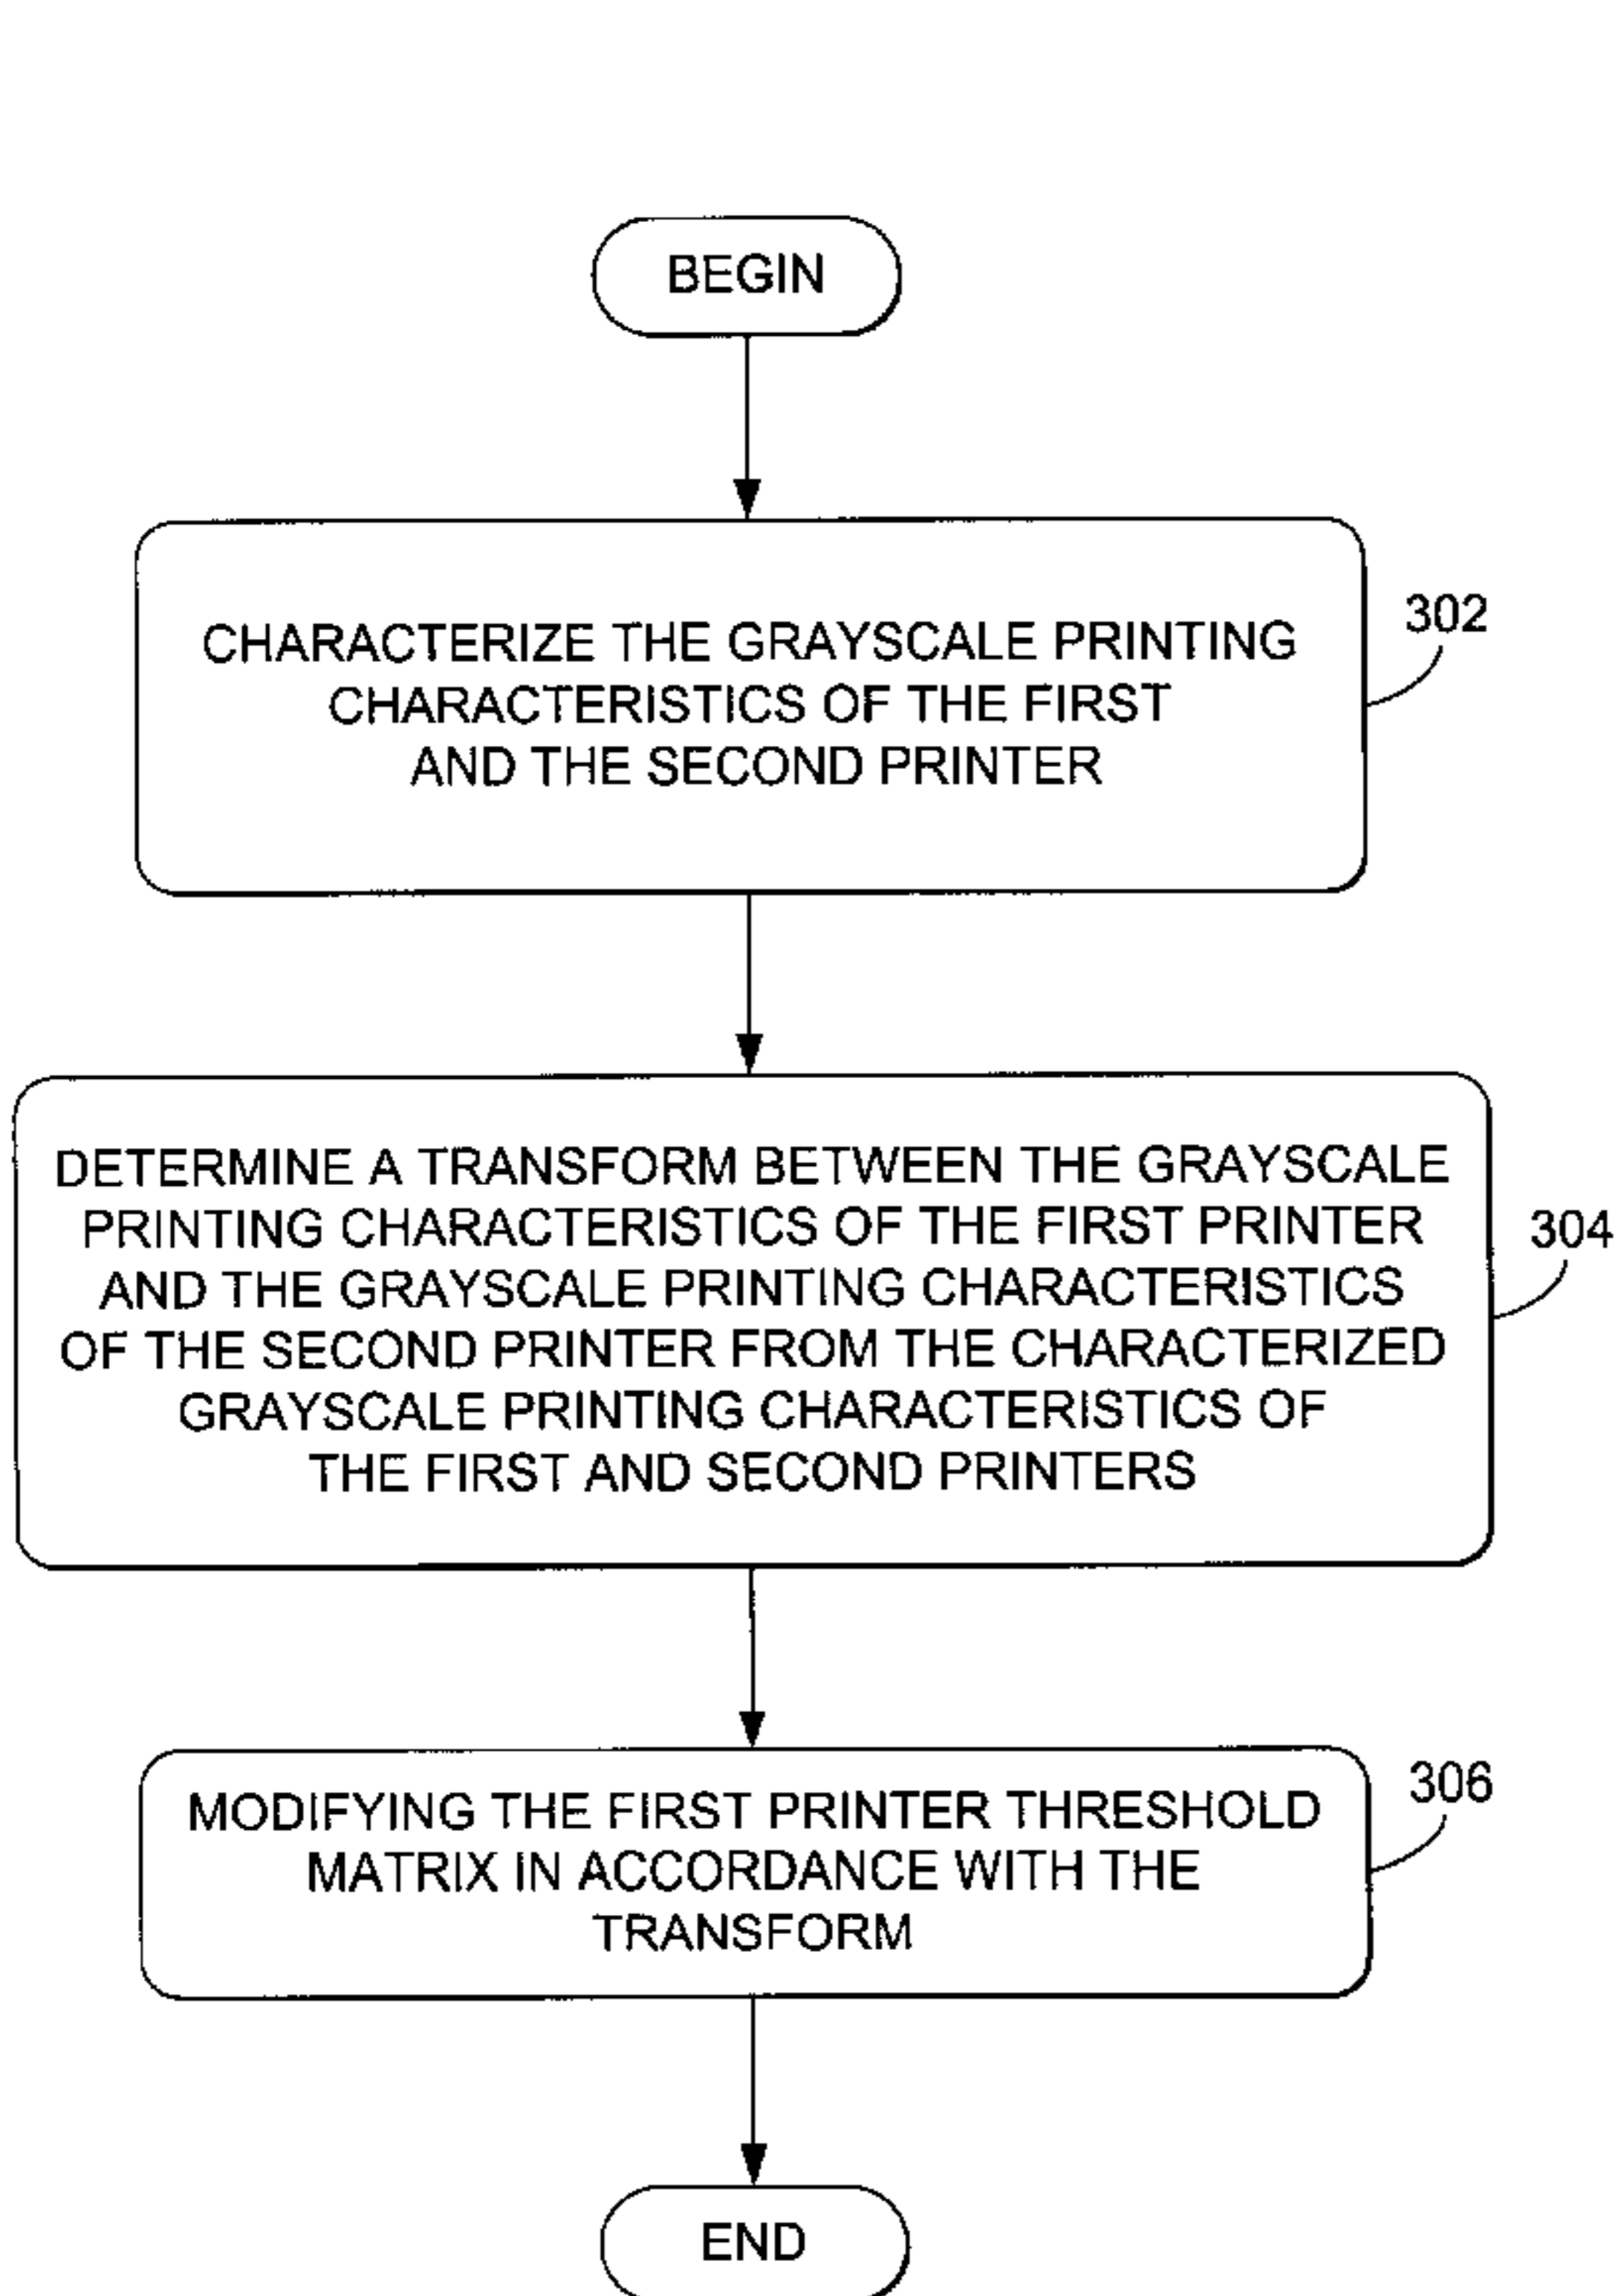 BEGIN
CHARACTERIZE THE GRAYSCALE PRINTING
CHARACTERISTICS OF THE FIRST
AND THE SECOND PRINTER
302
DETERMINE A TRANSFORM BETWEEN THE GRAYSCALE
PRINTING CHARACTERISTICS OF THE FIRST PRINTER
AND THE GRAYSCALE PRINTING CHARACTERISTICS
OF THE SECOND PRINTER FROM THE CHARACTERIZED
GRAYSCALE PRINTING CHARACTERISTICS OF
THE FIRST AND SECOND PRINTERS
304
MODIFYING THE FIRST PRINTER THRESHOLD
MATRIX IN ACCORDANCE WITH THE
TRANSFORM
306
END